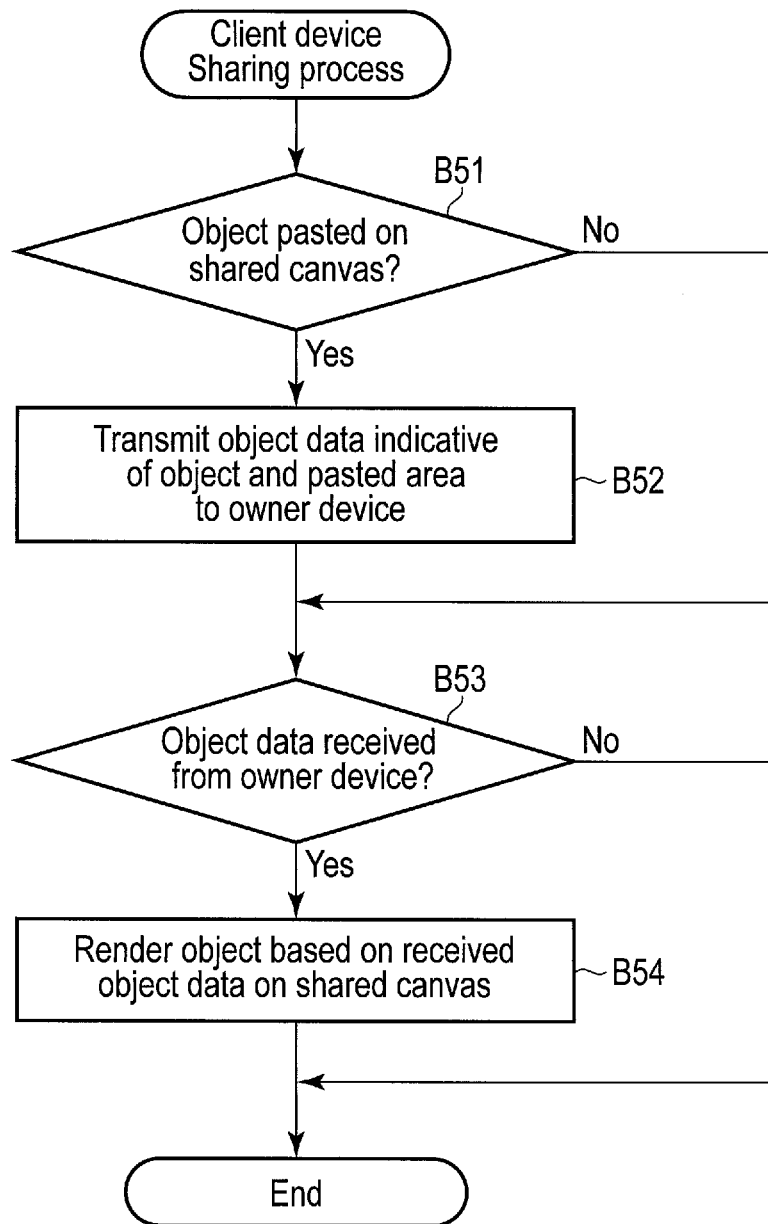 Client device
Sharing process
B51
Object pasted on
shared canvas?
No
Yes
Transmit object data indicative
of object and pasted area
to owner device
B52
B53
Object data received
from owner device?
No
Yes
Render object based on received
object data on shared canvas
B54
End